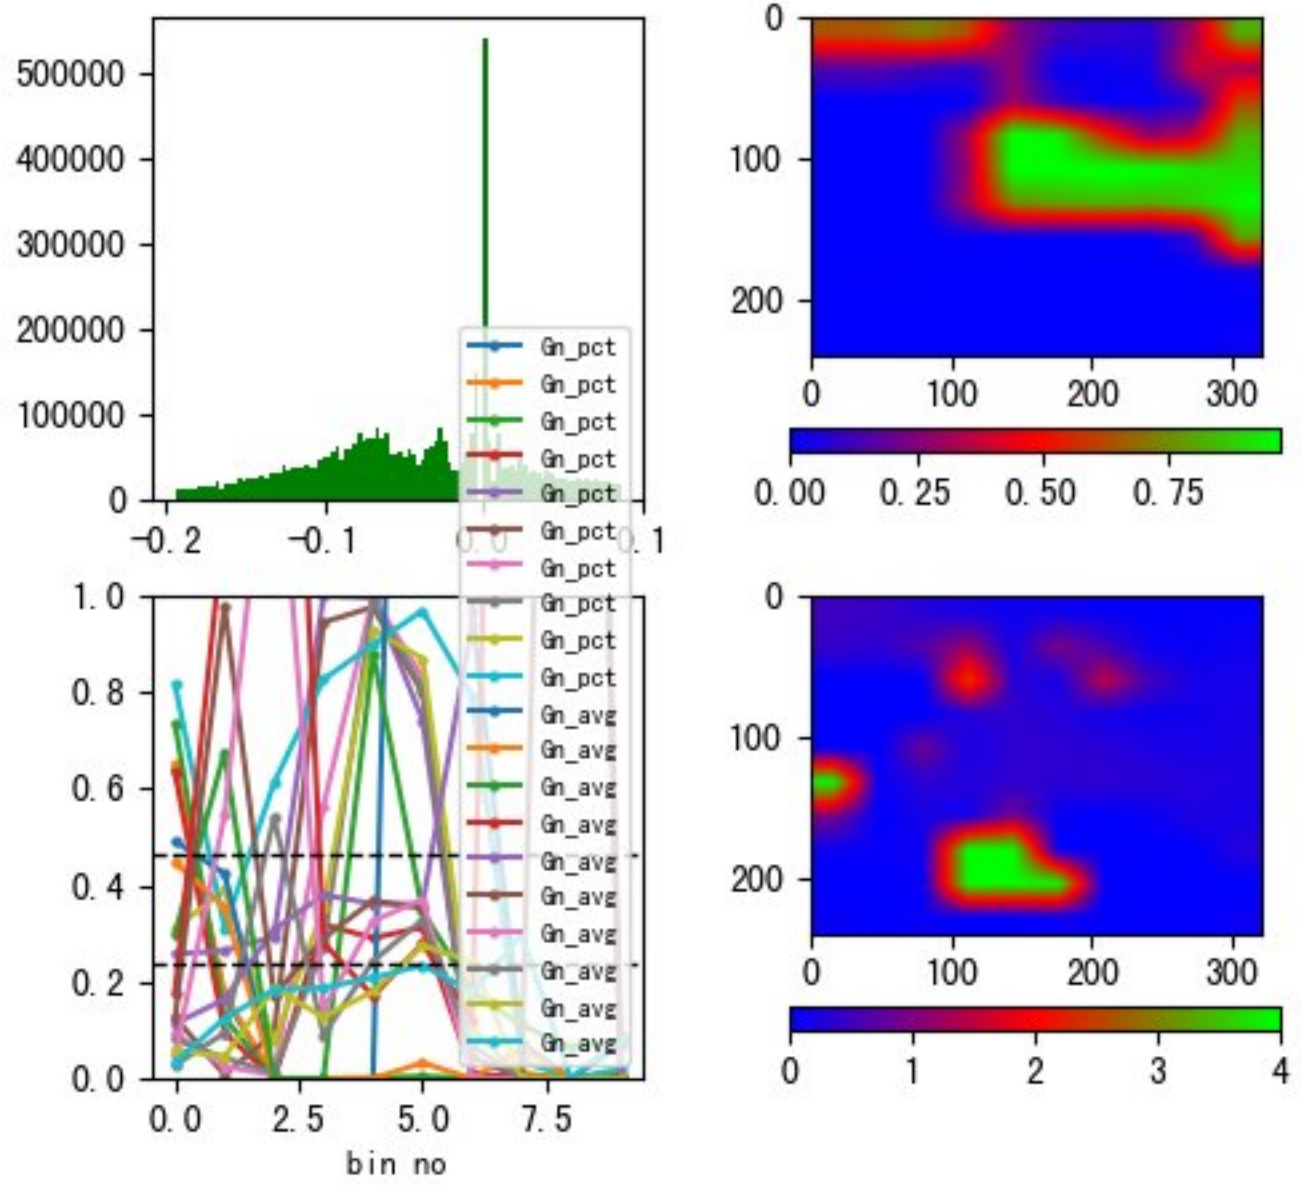 500000
400000
300000
200000
100000
0
-0.2 -0.1 0.0 0.1
0
100
200
0 100 200 300
0.00 0.25 0.50 0.75
Gn_pct
Gn_pct
Gn_pct
Gn_pct
Gn_pct
Gn_pct
Gn_pct
Gn_pct
Gn_pct
Gn_pct
Gn_avg
Gn_avg
Gn_avg
Gn_avg
Gn_avg
Gn_avg
Gn_avg
Gn_avg
Gn_avg
Gn_avg
1.0
0.8
0.6
0.4
0.2
0.0
0.0 2.5 5.0 7.5
bin no
0
100
200
0 100 200 300
0 1 2 3 4